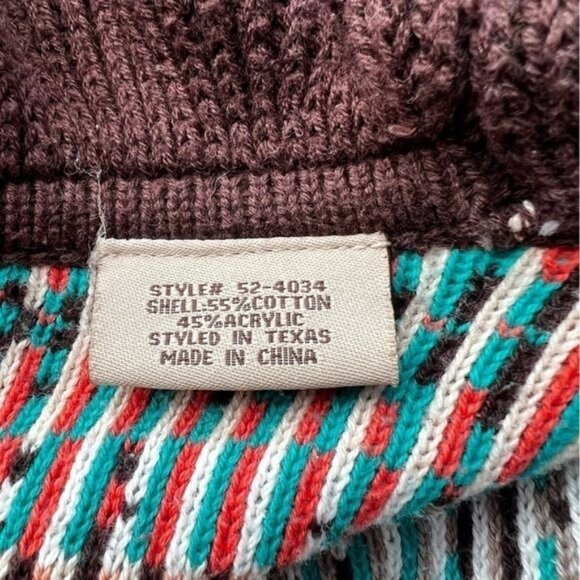 STYLE# 52-4034
SHELL:55%COTTON
45%ACRYLIC
STYLED IN TEXAS
MADE IN CHINA